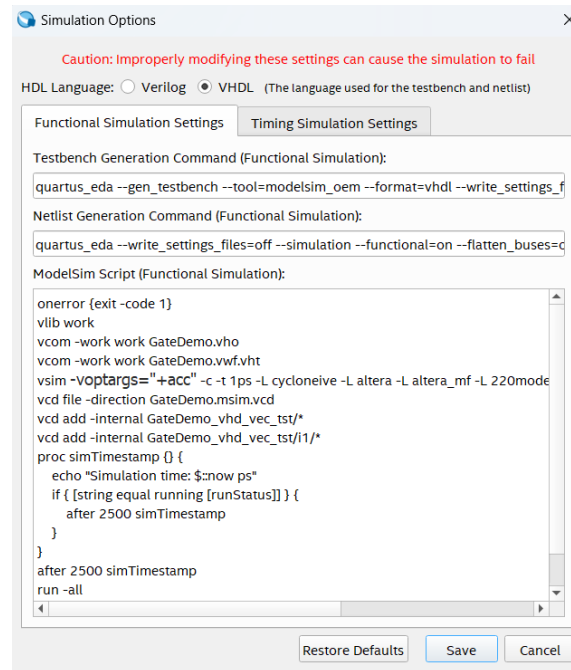 Simulation Options
Caution: Improperly modifying these settings can cause the simulation to fail
HDL Language: Verilog VHDL (The language used for the testbench and netlist)
Functional Simulation Settings Timing Simulation Settings
Testbench Generation Command (Functional Simulation):
quartus_eda --gen_testbench --tool=modelsim_oem --format=vhdl --write_settings_f
Netlist Generation Command (Functional Simulation):
quartus_eda --write_settings_files=off --simulation --functional=on --flatten_buses=c
ModelSim Script (Functional Simulation):
onerror {exit -code 1}
vlib work
vcom -work work GateDemo.vho
vcom -work work GateDemo.vwf.vht
vsim -voptargs="+acc" -c -t 1ps -L cycloneive -L altera -L altera_mf -L 220mode
vcd file -direction GateDemo.msim.vcd
vcd add -internal GateDemo_vhd_vec_tst/*
vcd add -internal GateDemo_vhd_vec_tst/i1/*
proc simTimestamp {} {
echo "Simulation time: $::now ps"
if { [string equal running [runStatus]] } {
after 2500 simTimestamp
}
}
after 2500 simTimestamp
run -all
Restore Defaults Save Cancel